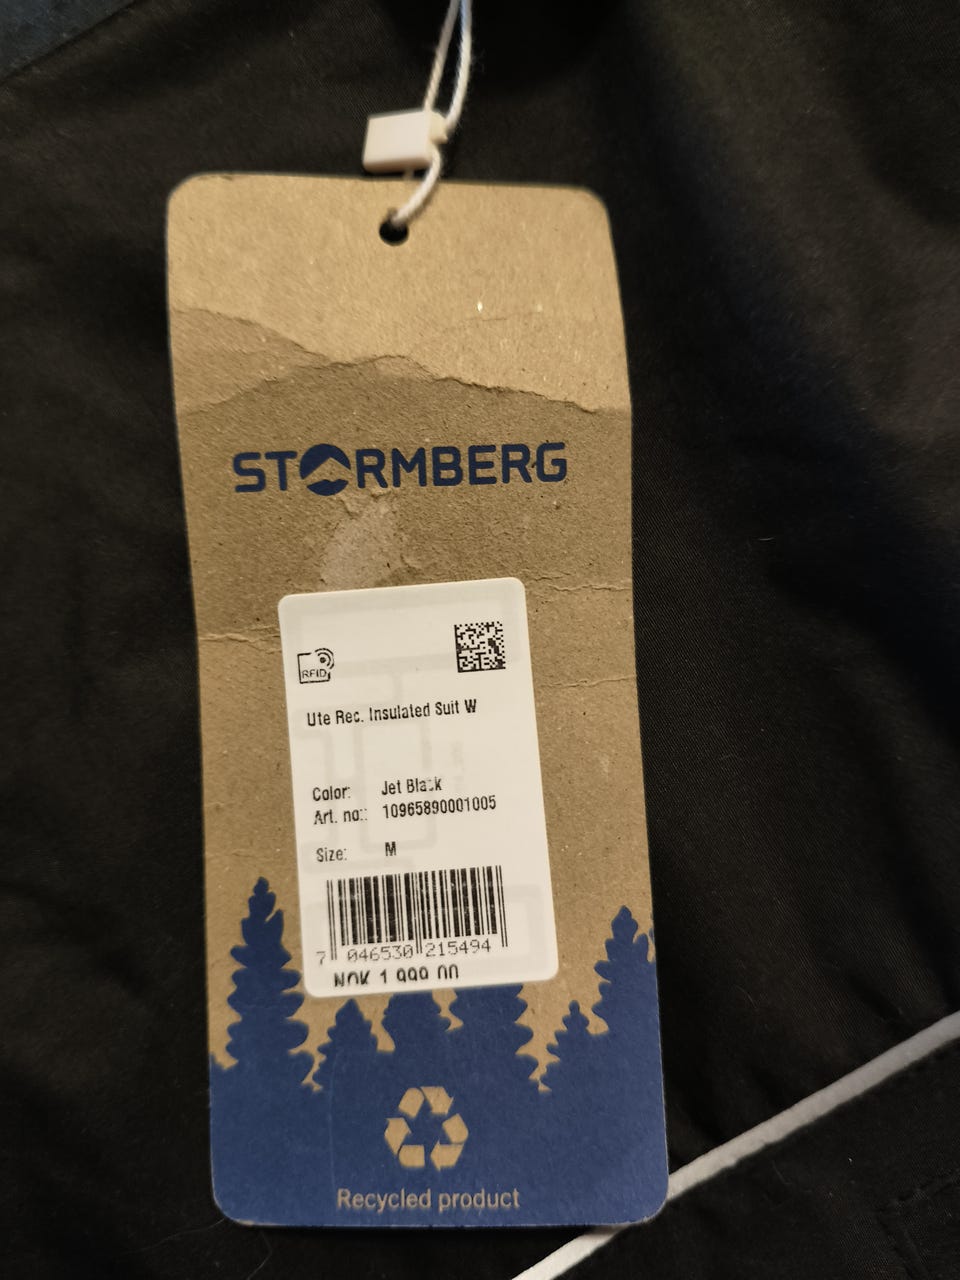 STORMBERG
RFID
Ute Rec. Insulated Suit W
Color: Jet Black
Art. no.: 10965890001005
Size: M
7 046530 215494
NOK 1 999.00
Recycled product